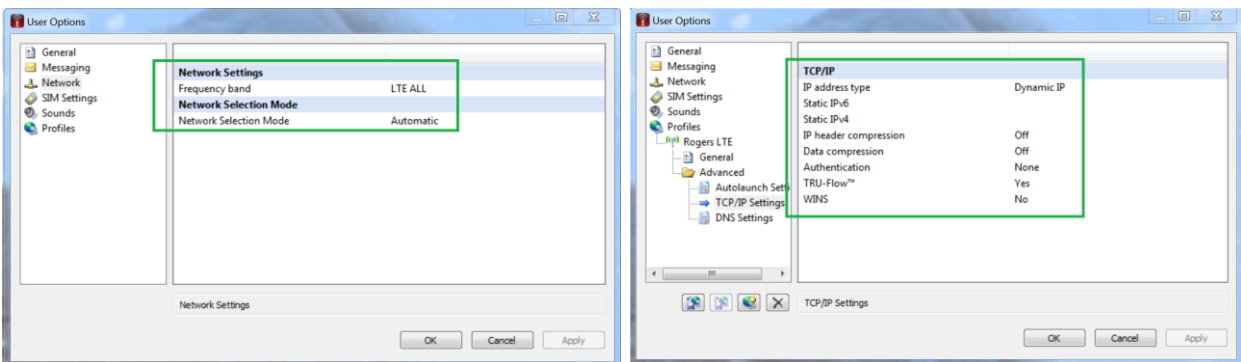 User Options
General
Messaging
Network
SIM Settings
Sounds
Profiles
Network Settings
Frequency band LTE ALL
Network Selection Mode
Network Selection Mode Automatic
Network Settings
OK Cancel Apply
User Options
General
Messaging
Network
SIM Settings
Sounds
Profiles
Rogers LTE
General
Advanced
Autolaunch Setti
TCP/IP Settings
DNS Settings
TCP/IP
IP address type Dynamic IP
Static IPv6
Static IPv4
IP header compression Off
Data compression Off
Authentication None
TRU-Flow™ Yes
WINS No
TCP/IP Settings
OK Cancel Apply